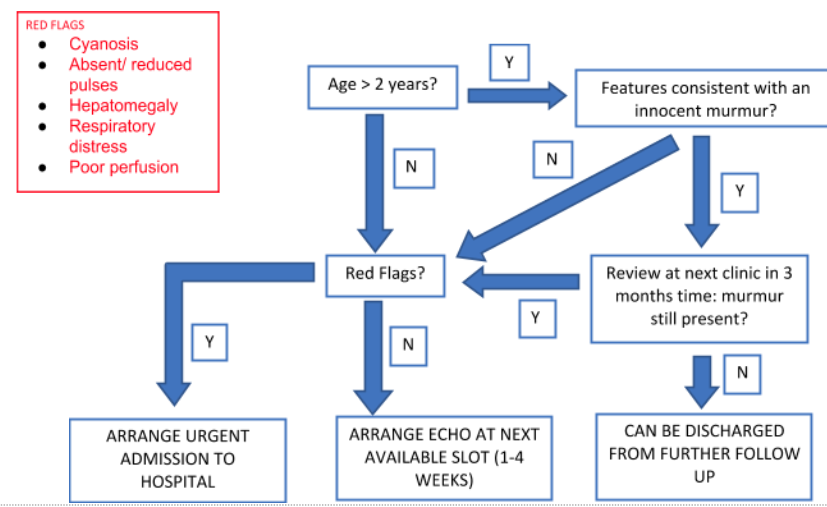 RED FLAGS
● Cyanosis
● Absent/ reduced
pulses
● Hepatomegaly
● Respiratory
distress
● Poor perfusion
Age > 2 years?
Y
Features consistent with an
innocent murmur?
N
N
Y
Red Flags?
Review at next clinic in 3
months time: murmur
still present?
Y
Y
N
N
ARRANGE URGENT
ADMISSION TO
HOSPITAL
ARRANGE ECHO AT NEXT
AVAILABLE SLOT (1-4
WEEKS)
CAN BE DISCHARGED
FROM FURTHER FOLLOW
UP